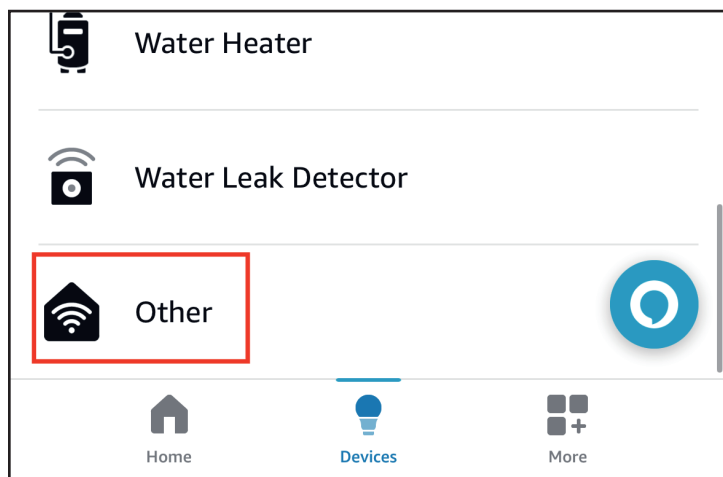 Water Heater
Water Leak Detector
Other
Home
Devices
More